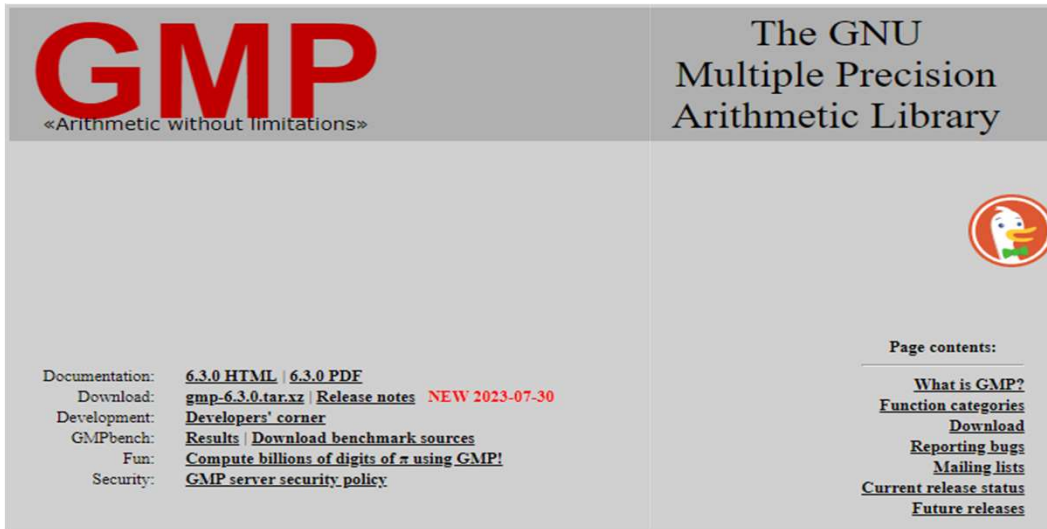 GMP
«Arithmetic without limitations»
The GNU
Multiple Precision
Arithmetic Library
Documentation: 6.3.0 HTML | 6.3.0 PDF
Download: gmp-6.3.0.tar.xz | Release notes NEW 2023-07-30
Development: Developers' corner
GMPbench: Results | Download benchmark sources
Fun: Compute billions of digits of π using GMP!
Security: GMP server security policy
Page contents:
What is GMP?
Function categories
Download
Reporting bugs
Mailing lists
Current release status
Future releases